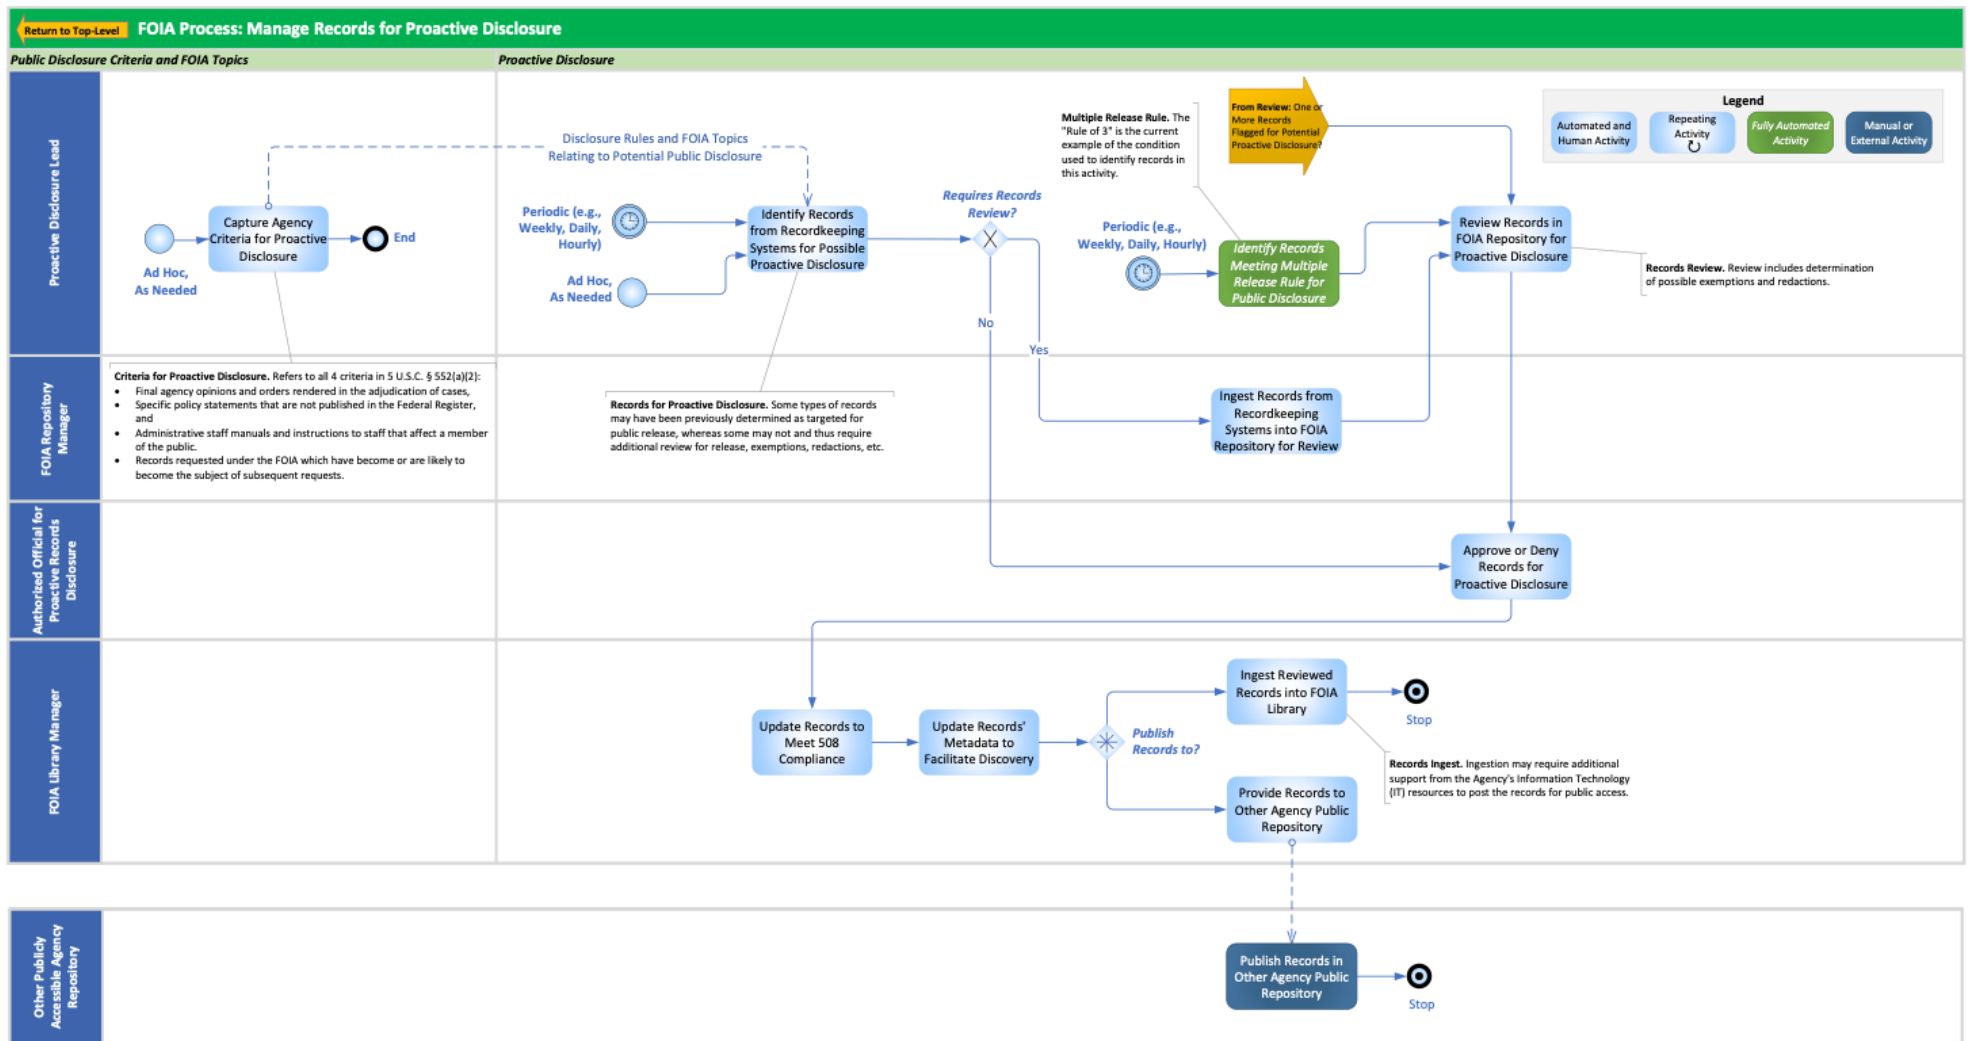 Return to Top-Level
FOIA Process: Manage Records for Proactive Disclosure
Public Disclosure Criteria and FOIA Topics
Proactive Disclosure
Proactive Disclosure Lead
Ad Hoc,
As Needed
Capture Agency
Criteria for Proactive
Disclosure
End
Disclosure Rules and FOIA Topics
Relating to Potential Public Disclosure
Periodic (e.g.,
Weekly, Daily,
Hourly)
Ad Hoc,
As Needed
Identify Records
from Recordkeeping
Systems for Possible
Proactive Disclosure
Requires Records
Review?
No
Yes
Multiple Release Rule. The
"Rule of 3" is the current
example of the condition
used to identify records in
this activity.
Periodic (e.g.,
Weekly, Daily, Hourly)
Identify Records
Meeting Multiple
Release Rule for
Public Disclosure
From Review: One or
More Records
Flagged for Potential
Proactive Disclosure?
Review Records in
FOIA Repository for
Proactive Disclosure
Records Review. Review includes determination
of possible exemptions and redactions.
Legend
Automated and
Human Activity
Repeating
Activity
Fully Automated
Activity
Manual or
External Activity
FOIA Repository
Manager
Criteria for Proactive Disclosure. Refers to all 4 criteria in 5 U.S.C. § 552(a)(2):
• Final agency opinions and orders rendered in the adjudication of cases,
• Specific policy statements that are not published in the Federal Register,
and
• Administrative staff manuals and instructions to staff that affect a member
of the public.
• Records requested under the FOIA which have become or are likely to
become the subject of subsequent requests.
Records for Proactive Disclosure. Some types of records
may have been previously determined as targeted for
public release, whereas some may not and thus require
additional review for release, exemptions, redactions, etc.
Ingest Records from
Recordkeeping
Systems into FOIA
Repository for Review
Authorized Official for
Proactive Records
Disclosure
Approve or Deny
Records for
Proactive Disclosure
FOIA Library Manager
Update Records to
Meet 508
Compliance
Update Records'
Metadata to
Facilitate Discovery
Publish
Records to?
Ingest Reviewed
Records into FOIA
Library
Stop
Records Ingest. Ingestion may require additional
support from the Agency's Information Technology
(IT) resources to post the records for public access.
Provide Records to
Other Agency Public
Repository
Other Publicly
Accessible Agency
Repository
Publish Records in
Other Agency Public
Repository
Stop